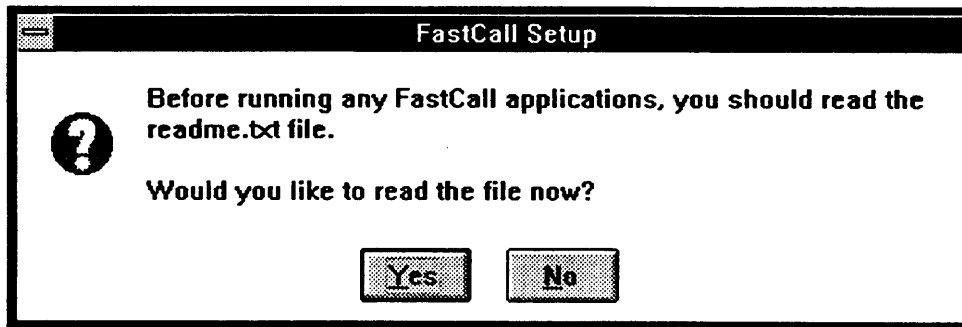 FastCall Setup
Before running any FastCall applications, you should read the
readme.txt file.
Would you like to read the file now?
Yes No